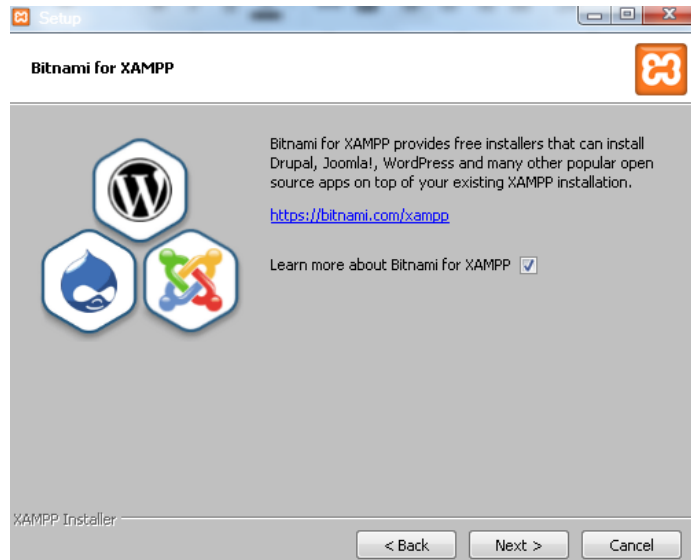 Setup
Bitnami for XAMPP
Bitnami for XAMPP provides free installers that can install
Drupal, Joomla!, WordPress and many other popular open
source apps on top of your existing XAMPP installation.
https://bitnami.com/xampp
Learn more about Bitnami for XAMPP
XAMPP Installer
< Back Next > Cancel